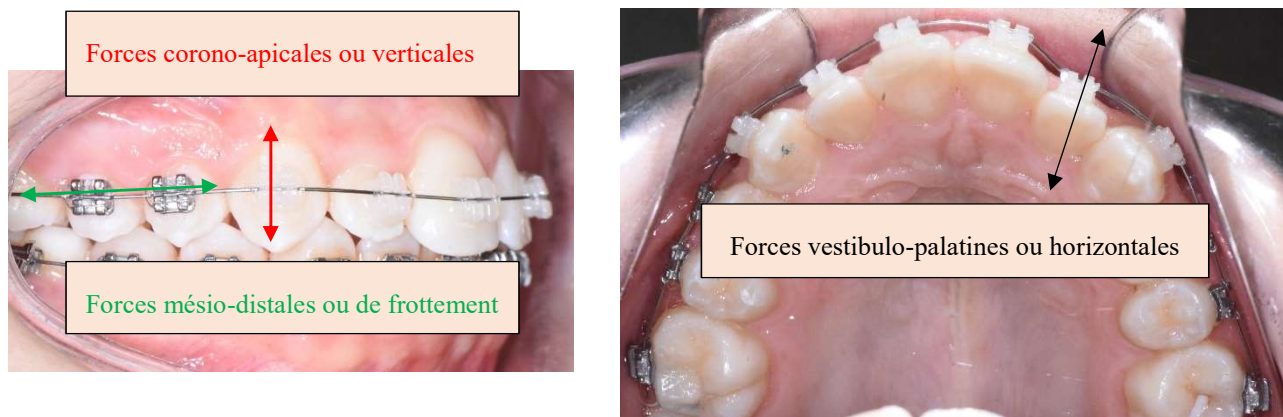 Forces corono-apicales ou verticales
Forces mésio-distales ou de frottement
Forces vestibulo-palatines ou horizontales